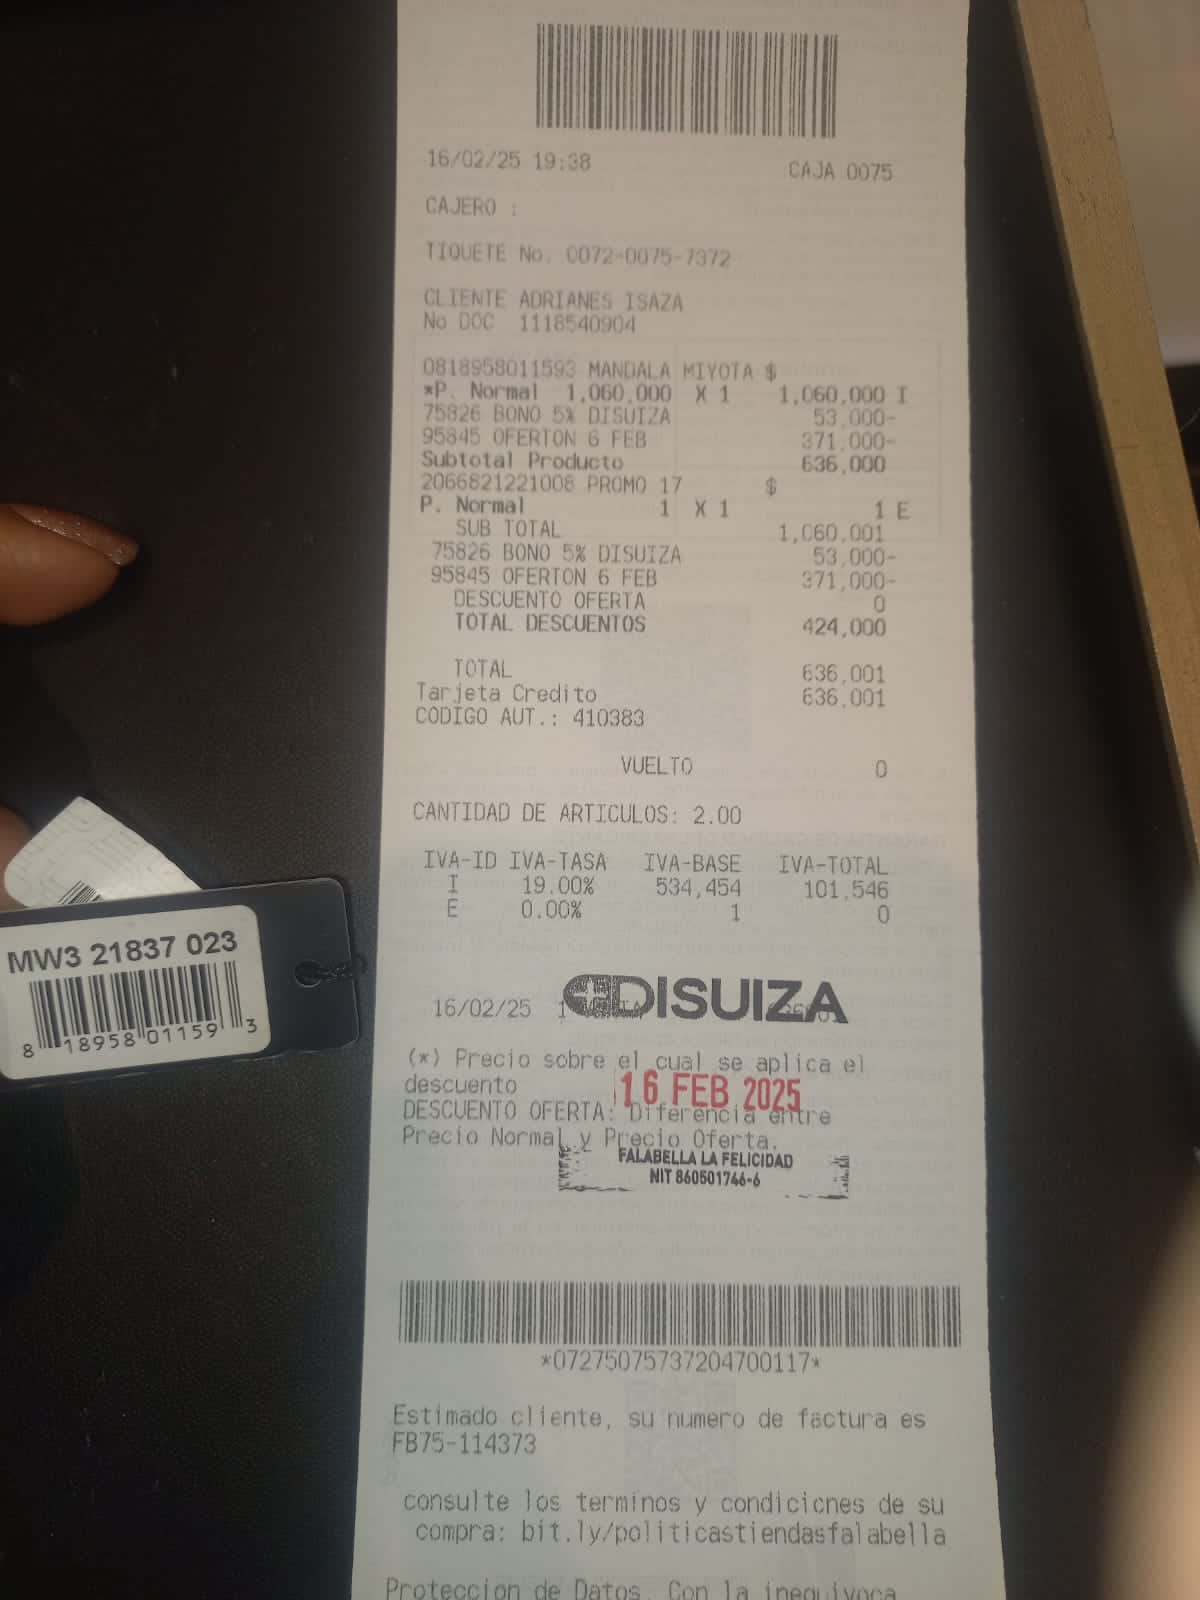 16/02/25 19:38 CAJA 0075
CAJERO :
TIQUETE No. 0072-0075-7372
CLIENTE ADRIANES ISAZA
No DOC 1118540904
0818958011593 MANDALA MIYOTA $
*P. Normal 1,060,000 X 1 1,060,000 I
75826 BONO 5% DISUIZA 53,000-
95845 OFERTON 6 FEB 371,000-
Subtotal Producto 636,000
2066821221008 PROMO 17 $
P. Normal 1 X 1 1 E
SUB TOTAL 1,060,001
75826 BONO 5% DISUIZA 53,000-
95845 OFERTON 6 FEB 371,000-
DESCUENTO OFERTA 0
TOTAL DESCUENTOS 424,000
TOTAL 636,001
Tarjeta Credito 636,001
CODIGO AUT.: 410383
VUELTO 0
CANTIDAD DE ARTICULOS: 2.00
IVA-ID IVA-TASA IVA-BASE IVA-TOTAL
I 19.00% 534,454 101,546
E 0.00% 1 0
MW3 21837 023
8 18958 01159 3
DISUIZA
16/02/25
(*) Precio sobre el cual se aplica el
descuento
16 FEB 2025
DESCUENTO OFERTA: Diferencia entre
Precio Normal y Precio Oferta.
FALABELLA LA FELICIDAD
NIT 860501746-6
*07275075737204700117*
Estimado cliente, su numero de factura es
FB75-114373
consulte los terminos y condiciones de su
compra: bit.ly/politicastiendasfalabella
Proteccion de Datos. Con la inequivoca